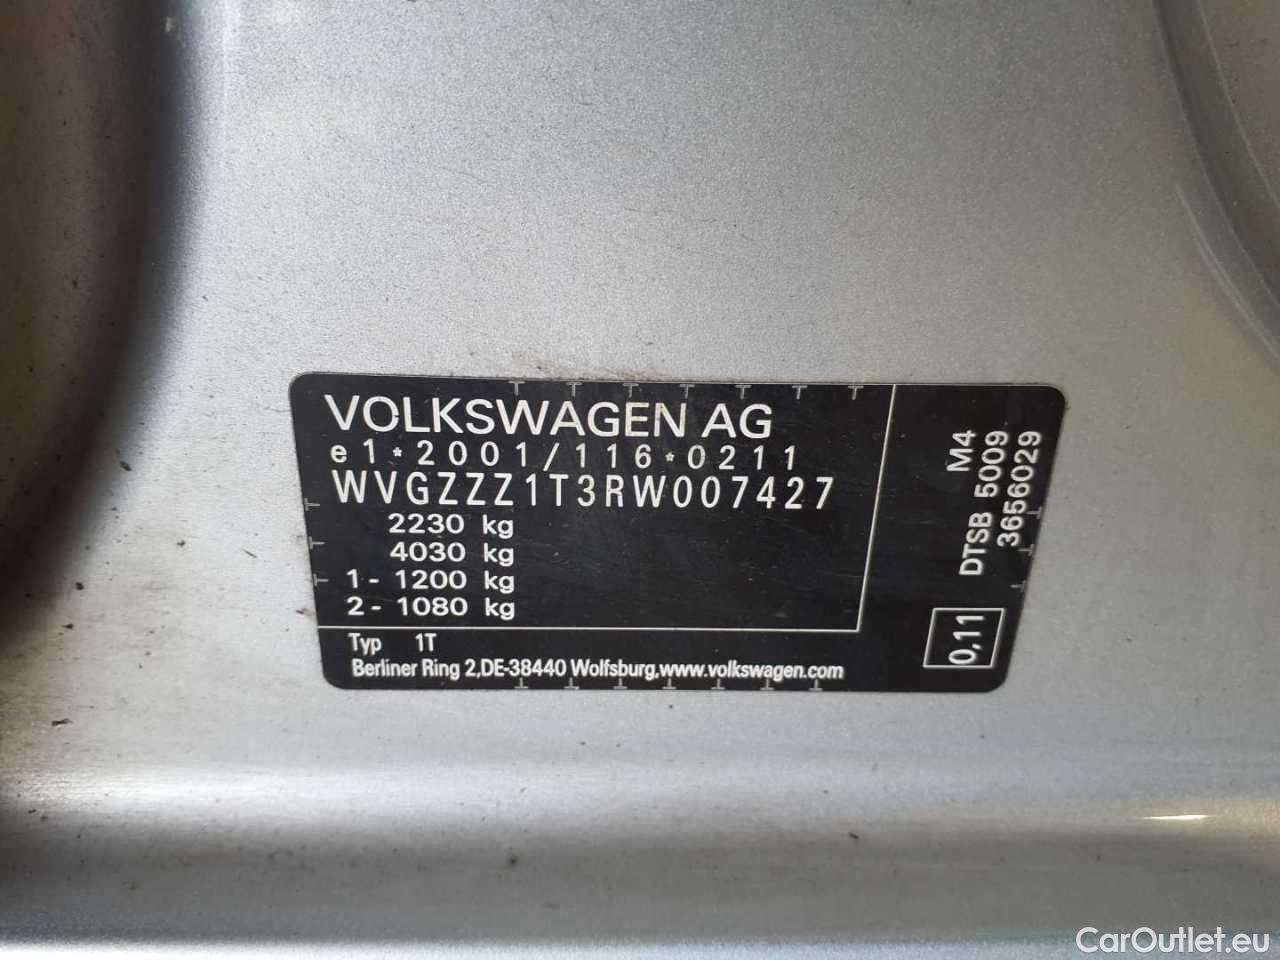 VOLKSWAGEN AG
e1*2001/116*0211
WVGZZZ1T3RW007427
2230 kg
4030 kg
1 - 1200 kg
2 - 1080 kg
Typ 1T
Berliner Ring 2,DE-38440 Wolfsburg,www.volkswagen.com
M4
DTSB 5009
3656029
0,11
CarOutlet.eu